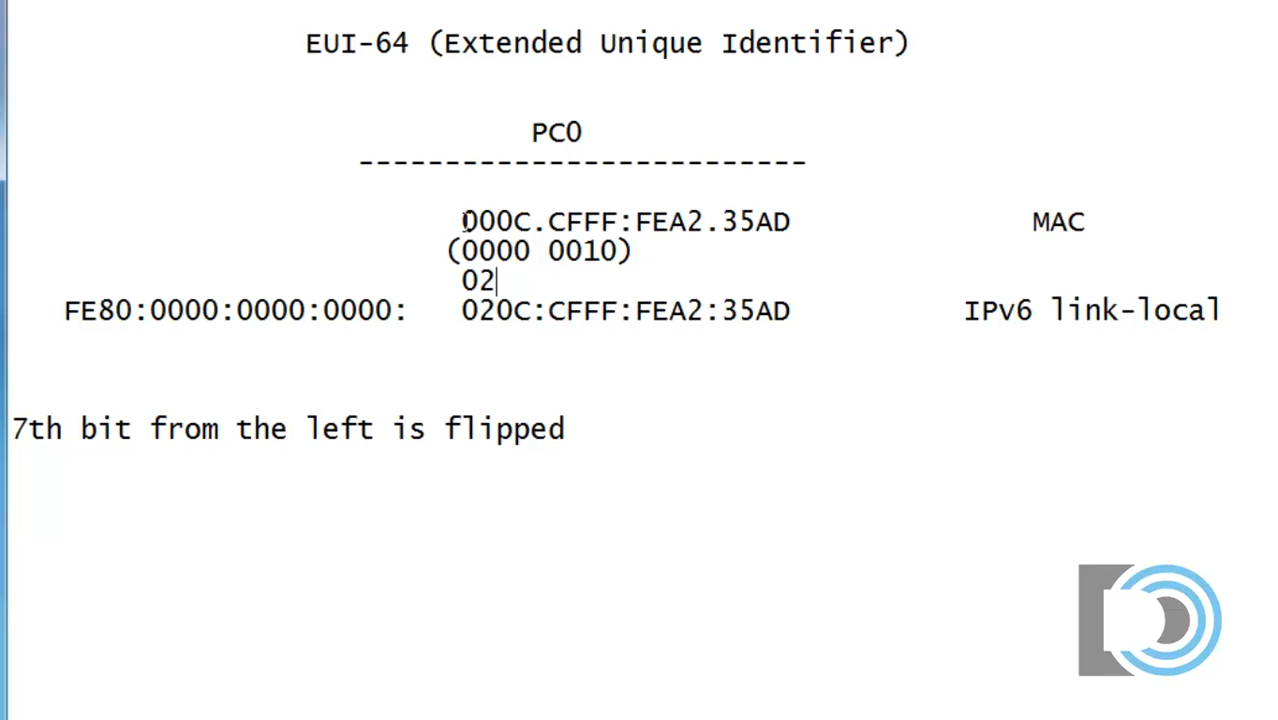 EUI-64 (Extended Unique Identifier)
PC0
--------------------------
000C.CFFF:FEA2.35AD MAC
(0000 0010)
02
FE80:0000:0000:0000: 020C:CFFF:FEA2:35AD IPv6 link-local
7th bit from the left is flipped